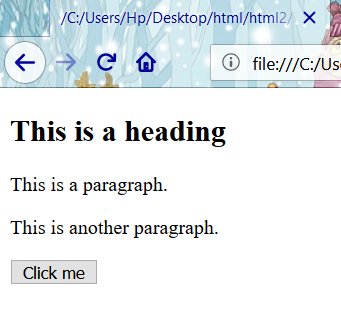 /C:/Users/Hp/Desktop/html/html2/
file:///C:/Use
This is a heading
This is a paragraph.
This is another paragraph.
Click me